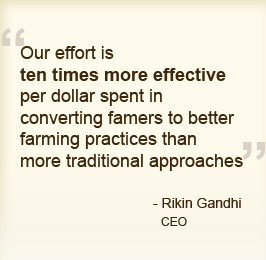 “
Our effort is
ten times more effective
per dollar spent in
converting famers to better
farming practices than
more traditional approaches
”
- Rikin Gandhi
CEO